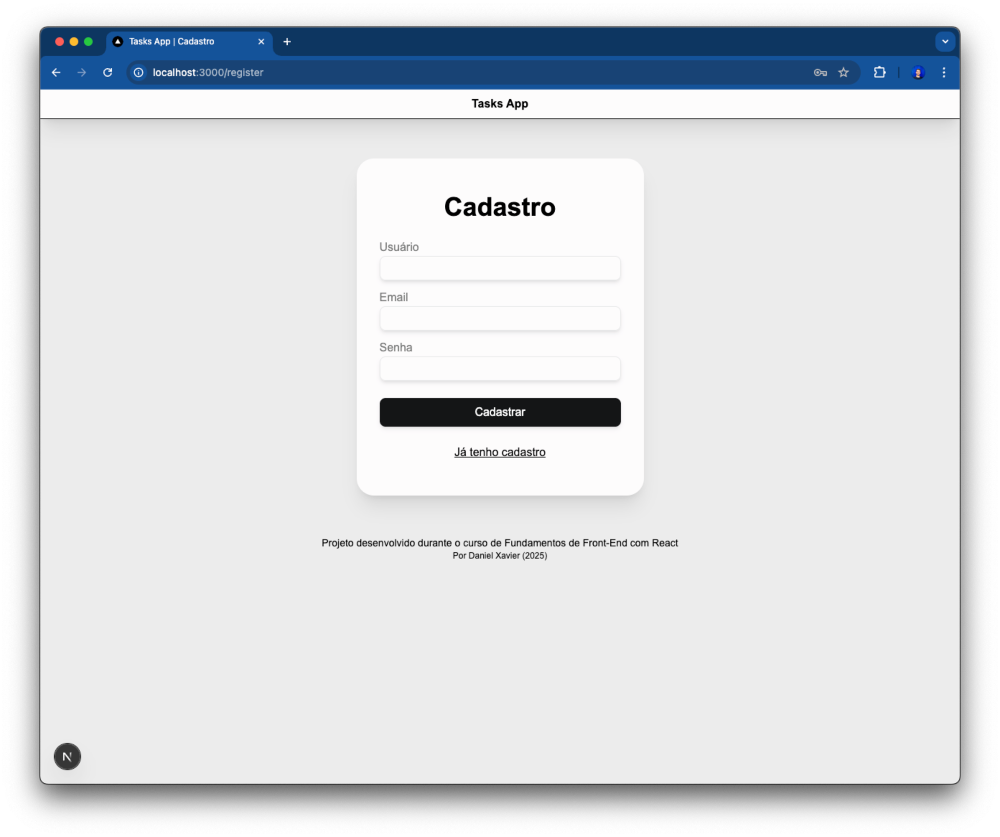 Tasks App | Cadastro
localhost:3000/register
Tasks App
Cadastro
Usuário
Email
Senha
Cadastrar
Já tenho cadastro
Projeto desenvolvido durante o curso de Fundamentos de Front-End com React
Por Daniel Xavier (2025)
N